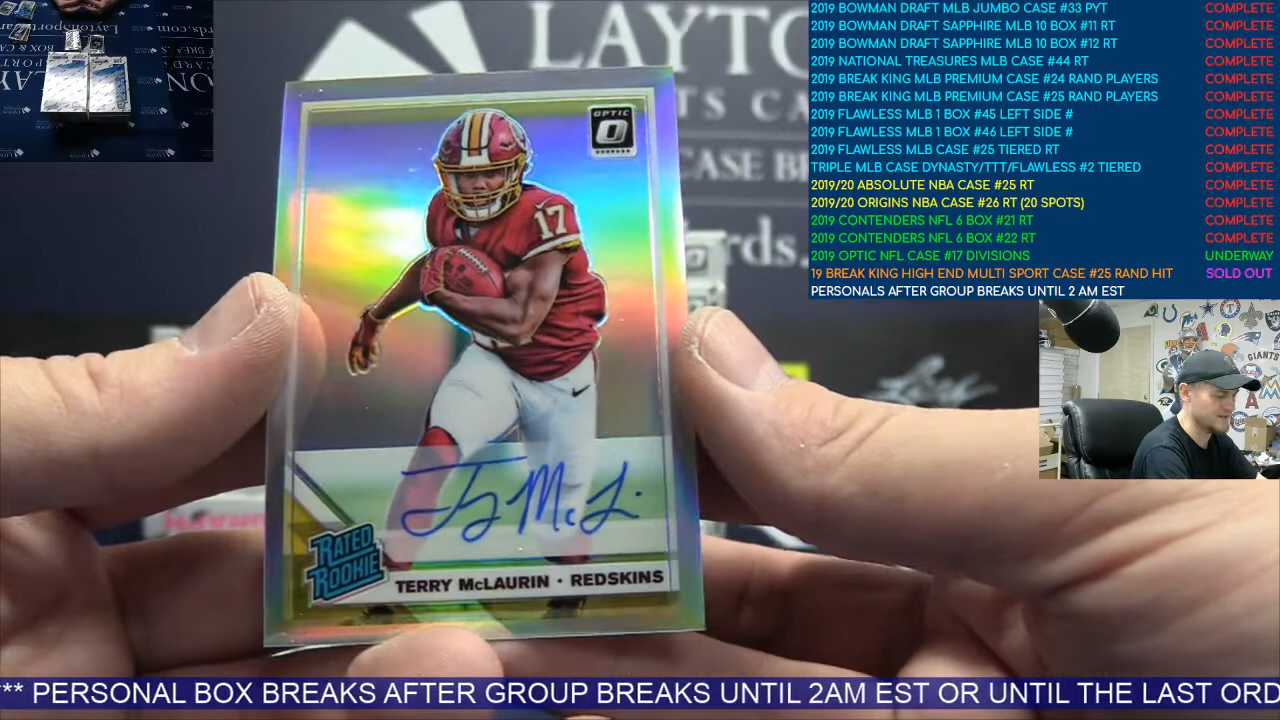 2019 BOWMAN DRAFT MLB JUMBO CASE #33 PYT COMPLETE
2019 BOWMAN DRAFT SAPPHIRE MLB 10 BOX #11 RT COMPLETE
2019 BOWMAN DRAFT SAPPHIRE MLB 10 BOX #12 RT COMPLETE
2019 NATIONAL TREASURES MLB CASE #44 RT COMPLETE
2019 BREAK KING MLB PREMIUM CASE #24 RAND PLAYERS COMPLETE
2019 BREAK KING MLB PREMIUM CASE #25 RAND PLAYERS COMPLETE
2019 FLAWLESS MLB 1 BOX #45 LEFT SIDE # COMPLETE
2019 FLAWLESS MLB 1 BOX #46 LEFT SIDE # COMPLETE
2019 FLAWLESS MLB CASE #25 TIERED RT COMPLETE
TRIPLE MLB CASE DYNASTY/TTT/FLAWLESS #2 TIERED COMPLETE
2019/20 ABSOLUTE NBA CASE #25 RT COMPLETE
2019/20 ORIGINS NBA CASE #26 RT (20 SPOTS) COMPLETE
2019 CONTENDERS NFL 6 BOX #21 RT COMPLETE
2019 CONTENDERS NFL 6 BOX #22 RT COMPLETE
2019 OPTIC NFL CASE #17 DIVISIONS UNDERWAY
19 BREAK KING HIGH END MULTI SPORT CASE #25 RAND HIT SOLD OUT
PERSONALS AFTER GROUP BREAKS UNTIL 2 AM EST
LAYTO
TS CA
CASE BR
rds.
OPTIC
O
17
RATED
ROOKIE
TERRY McLAURIN · REDSKINS
GIANTS
*** PERSONAL BOX BREAKS AFTER GROUP BREAKS UNTIL 2AM EST OR UNTIL THE LAST ORD